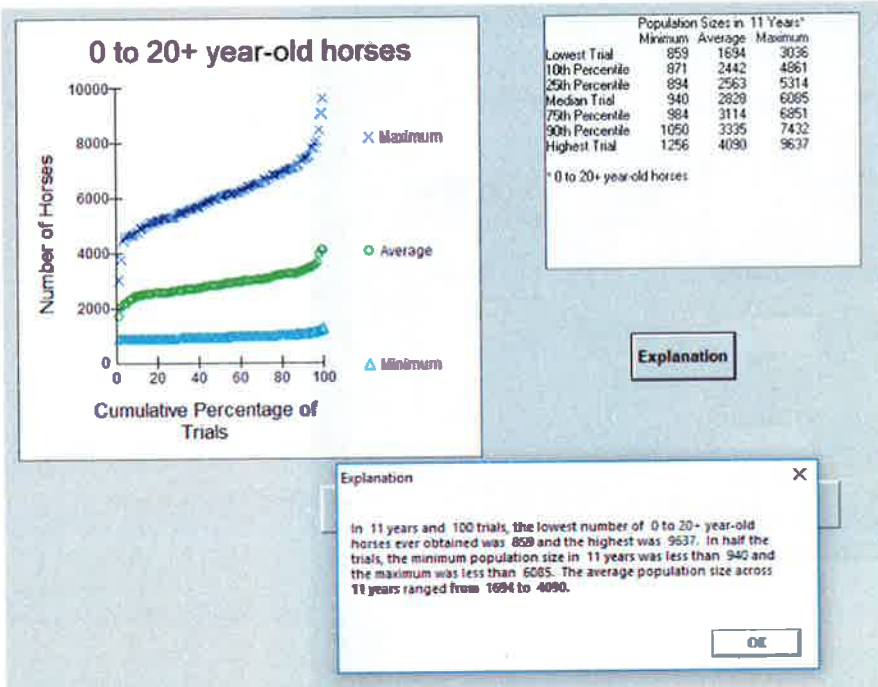 0 to 20+ year-old horses
10000
8000
6000
4000
2000
0
Number of Horses
0 20 40 60 80 100
Cumulative Percentage of
Trials
Maximum
Average
Minimum
Population Sizes in 11 Years*
Minimum Average Maximum
Lowest Trial 859 1694 3036
10th Percentile 871 2442 4861
25th Percentile 894 2563 5314
Median Trial 940 2828 6085
75th Percentile 984 3114 6851
90th Percentile 1050 3335 7432
Highest Trial 1256 4090 9637
* 0 to 20+ year-old horses
Explanation
Explanation
In 11 years and 100 trials, the lowest number of 0 to 20+ year-old
horses ever obtained was 859 and the highest was 9637. In half the
trials, the minimum population size in 11 years was less than 940 and
the maximum was less than 6085. The average population size across
11 years ranged from 1694 to 4090.
OK